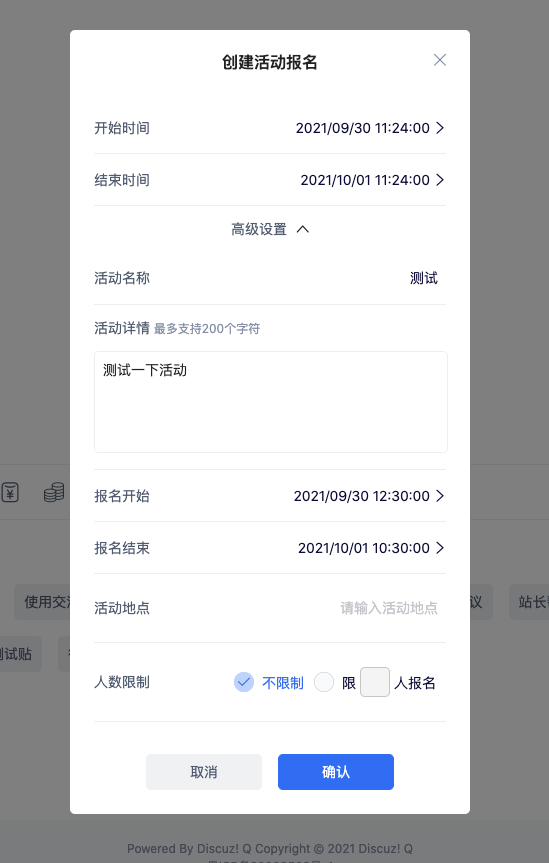 创建活动报名
开始时间 2021/09/30 11:24:00
结束时间 2021/10/01 11:24:00
高级设置
活动名称 测试
活动详情 最多支持200个字符
测试一下活动
报名开始 2021/09/30 12:30:00
报名结束 2021/10/01 10:30:00
活动地点 请输入活动地点
使用交
议
站长
测试贴
人数限制 不限制 限 人报名
取消 确认
Powered By Discuz! Q Copyright © 2021 Discuz! Q